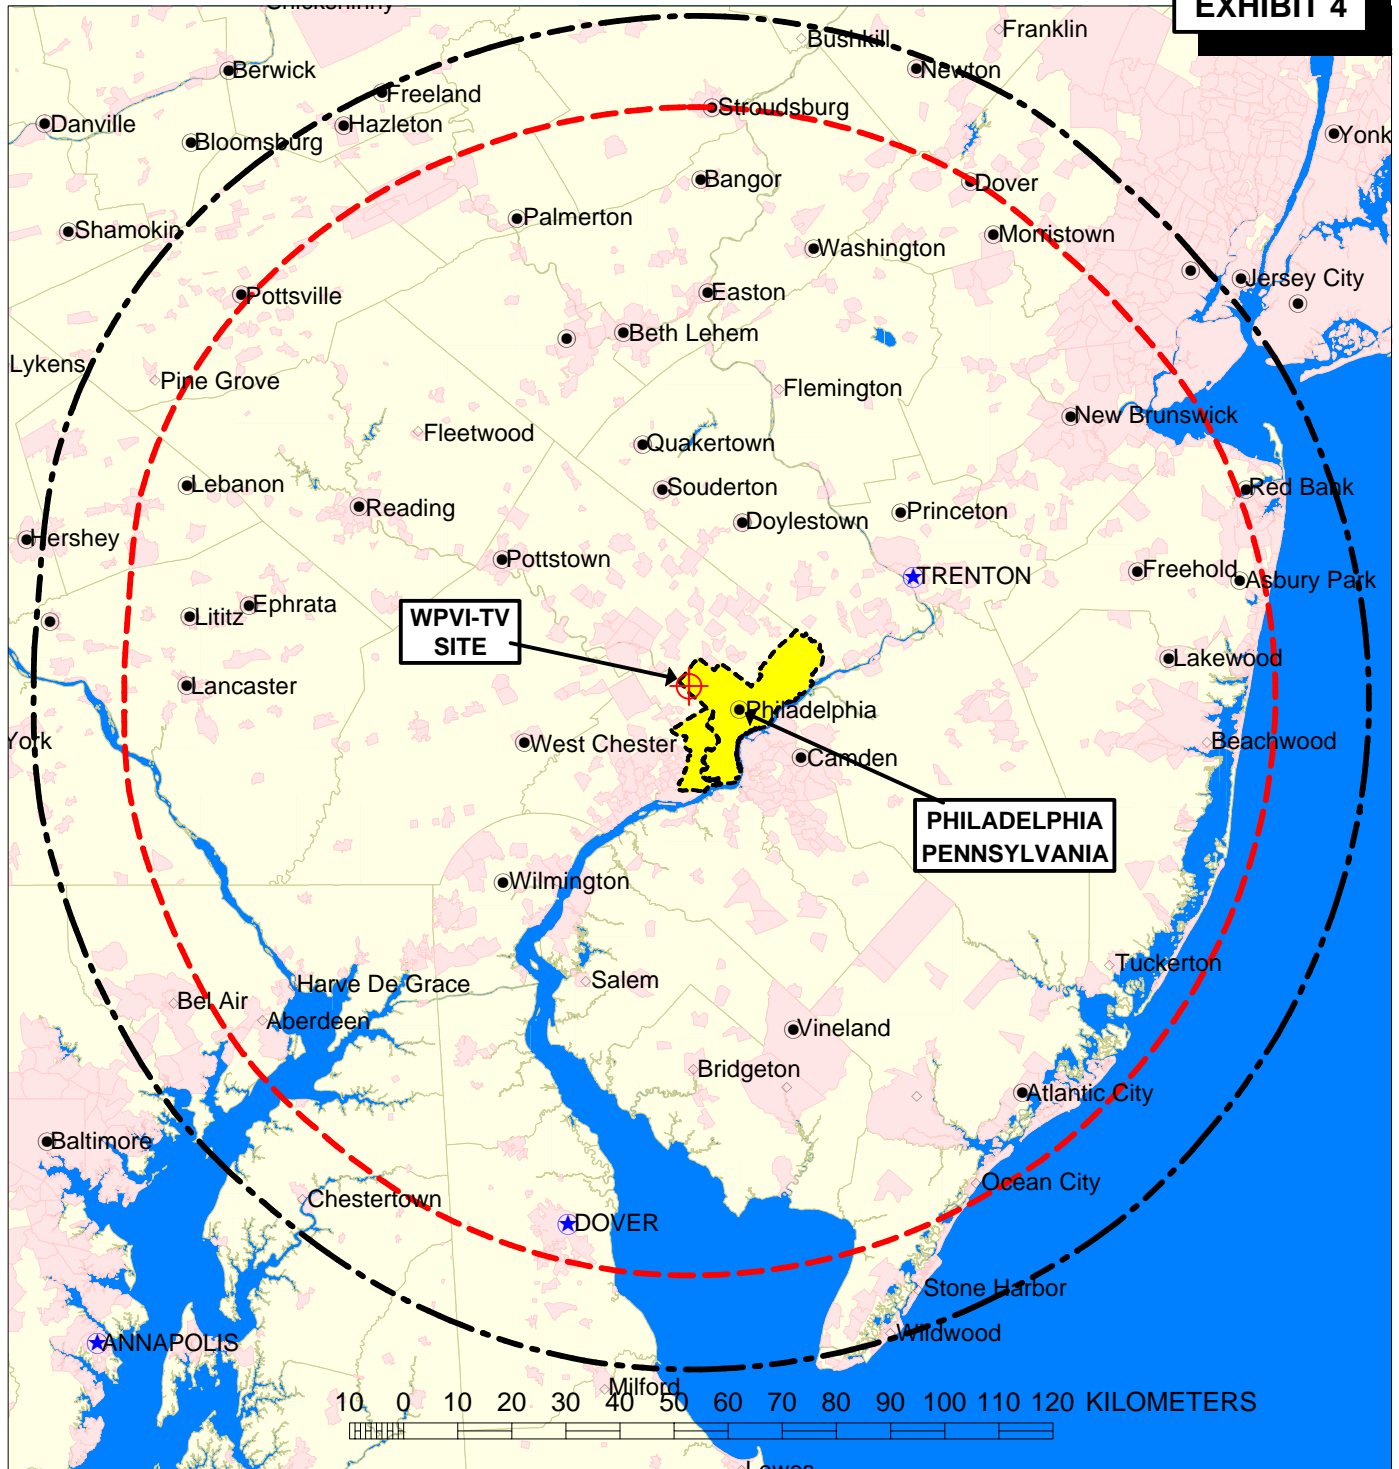 EXHIBIT 4
Bushkill
Franklin
Berwick
Newton
Freeland
Stroudsburg
Danville
Hazleton
Yonk
Bloomsburg
Bangor
Dover
Palmerton
Shamokin
Morristown
Washington
Jersey City
Pottsville
Easton
Beth Lehem
Lykens
Pine Grove
Flemington
New Brunswick
Fleetwood
Quakertown
Lebanon
Souderton
Red Bank
Reading
Princeton
Doylestown
Hershey
Pottstown
Freehold
TRENTON
Asbury Park
Ephrata
Lititz
WPVI-TV
SITE
Lakewood
Lancaster
Philadelphia
York
West Chester
Beachwood
Camden
PHILADELPHIA
PENNSYLVANIA
Wilmington
Tuckerton
Salem
Harve De Grace
Bel Air
Aberdeen
Vineland
Bridgeton
Atlantic City
Baltimore
Ocean City
Chestertown
DOVER
Stone Harbor
Wildwood
ANNAPOLIS
Milford
10 0 10 20 30 40 50 60 70 80 90 100 110 120 KILOMETERS